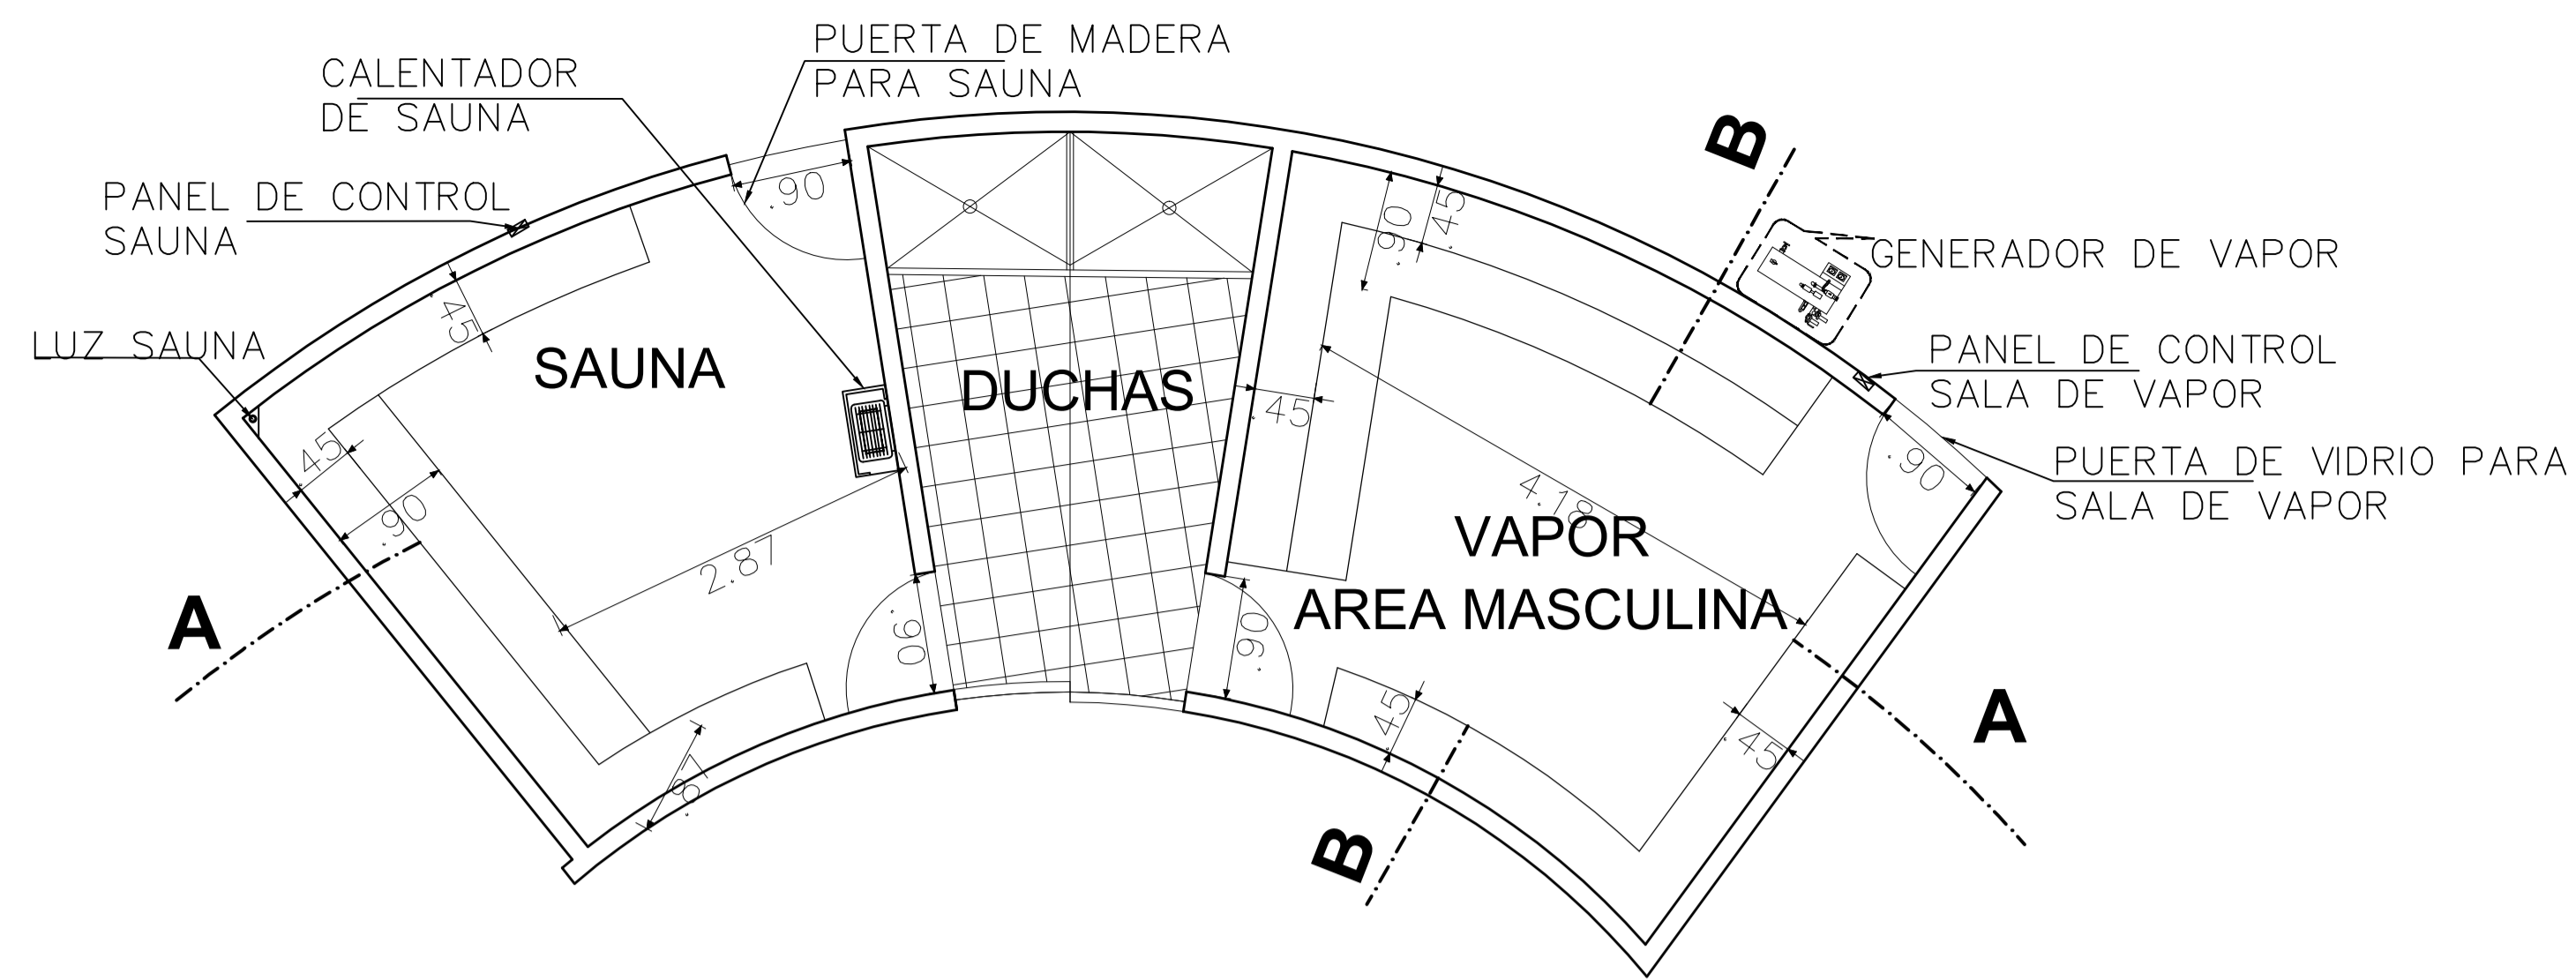 PUERTA DE MADERA
PARA SAUNA
CALENTADOR
DE SAUNA
PANEL DE CONTROL
SAUNA
LUZ SAUNA
B
GENERADOR DE VAPOR
PANEL DE CONTROL
SALA DE VAPOR
PUERTA DE VIDRIO PARA
SALA DE VAPOR
.90
.90
.45
.45
SAUNA
DUCHAS
.45
.45
.90
.90
4.18
2.87
VAPOR
AREA MASCULINA
.90
.90
A
A
.45
.45
.87
B